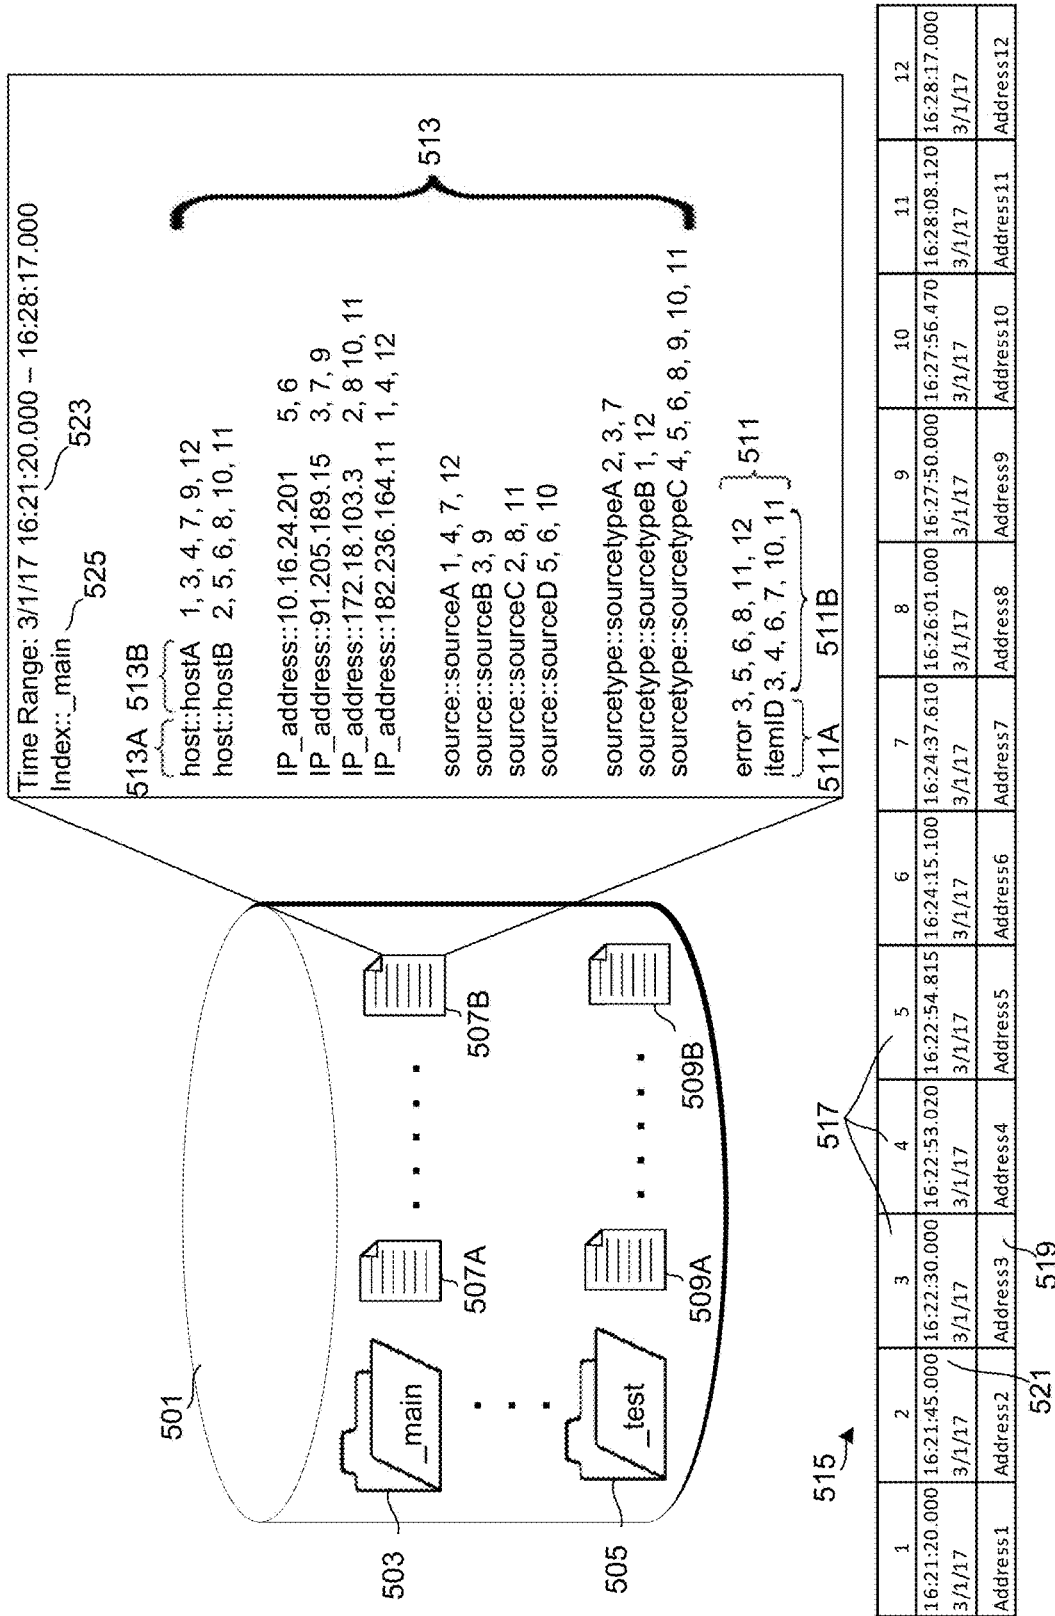 Time Range: 3/1/17 16:21:20.000 – 16:28:17.000
523
Index::_main
525
513A 513B
host::hostA 1, 3, 4, 7, 9, 12
host::hostB 2, 5, 6, 8, 10, 11
IP_address::10.16.24.201 5, 6
IP_address::91.205.189.15 3, 7, 9
IP_address::172.18.103.3 2, 8 10, 11
IP_address::182.236.164.11 1, 4, 12
513
source::sourceA 1, 4, 7, 12
source::sourceB 3, 9
source::sourceC 2, 8, 11
source::sourceD 5, 6, 10
sourcetype::sourcetypeA 2, 3, 7
sourcetype::sourcetypeB 1, 12
sourcetype::sourcetypeC 4, 5, 6, 8, 9, 10, 11
error 3, 5, 6, 8, 11, 12
itemID 3, 4, 6, 7, 10, 11
511
511A 511B
501
_main
503
507A
507B
_test
505
509A
509B
515
517
1 2 3 4 5 6 7 8 9 10 11 12
16:21:20.000 16:21:45.000 16:22:30.000 16:22:53.020 16:22:54.815 16:24:15.100 16:24:37.610 16:26:01.000 16:27:50.000 16:27:56.470 16:28:08.120 16:28:17.000
3/1/17 3/1/17 3/1/17 3/1/17 3/1/17 3/1/17 3/1/17 3/1/17 3/1/17 3/1/17 3/1/17 3/1/17
Address1 Address2 Address3 Address4 Address5 Address6 Address7 Address8 Address9 Address10 Address11 Address12
521
519